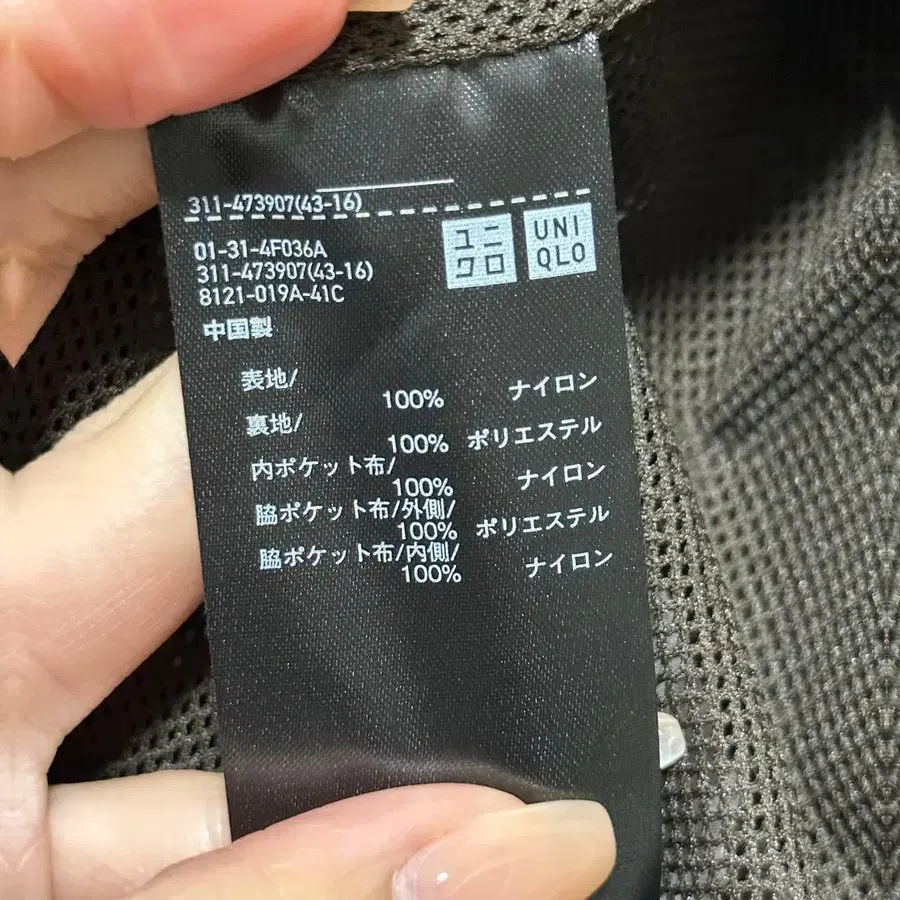 311-473907(43-16)
01-31-4F036A
311-473907(43-16)
8121-019A-41C
中国製
ユニ
クロ
UNI
QLO
表地/
100% ナイロン
裏地/
100% ポリエステル
内ポケット布/
100% ナイロン
脇ポケット布/外側/
100% ポリエステル
脇ポケット布/内側/
100% ナイロン